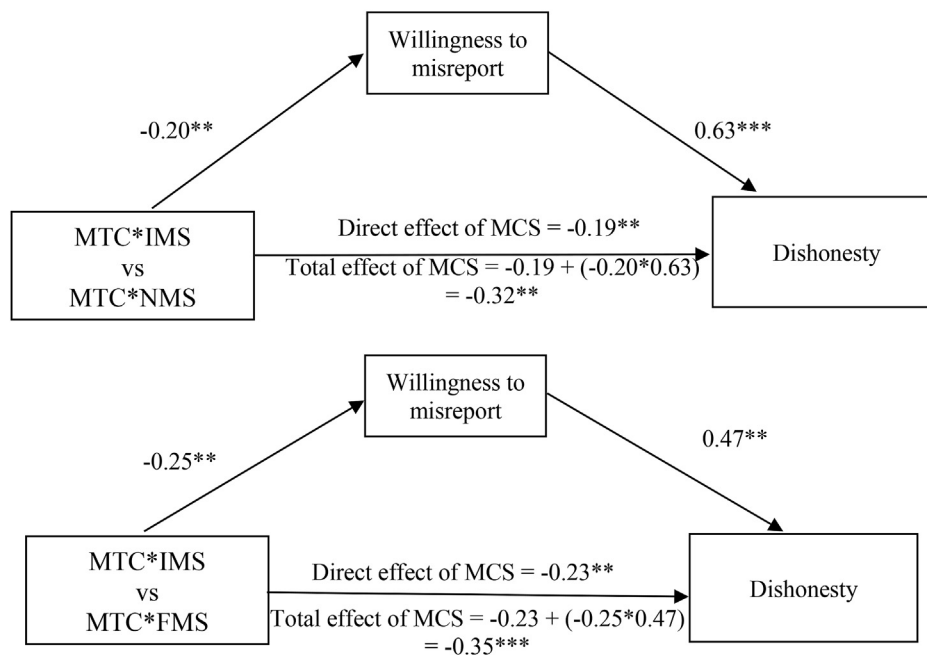 Willingness to
misreport
-0.20**
0.63***
MTC*IMS
vs
MTC*NMS
Direct effect of MCS = -0.19**
Total effect of MCS = -0.19 + (-0.20*0.63)
= -0.32**
Dishonesty
Willingness to
misreport
-0.25**
0.47**
MTC*IMS
vs
MTC*FMS
Direct effect of MCS = -0.23**
Total effect of MCS = -0.23 + (-0.25*0.47)
= -0.35***
Dishonesty